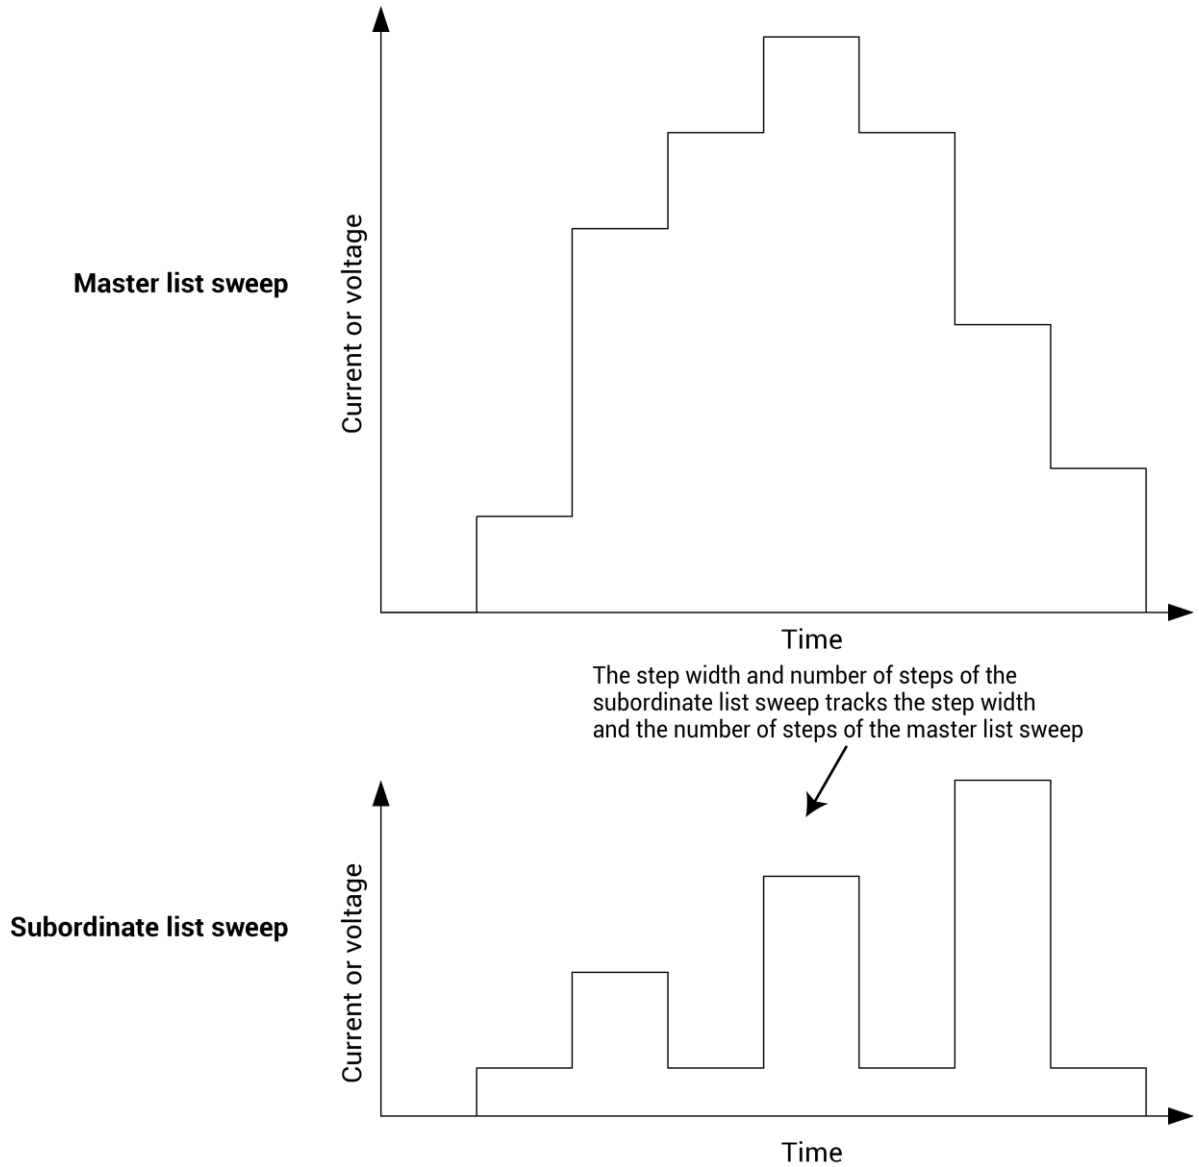 Master list sweep
Current or voltage
Time
The step width and number of steps of the
subordinate list sweep tracks the step width
and the number of steps of the master list sweep
Subordinate list sweep
Current or voltage
Time